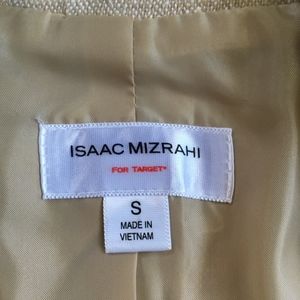 ISAAC MIZRAHI
FOR TARGET*
S
MADE IN
VIETNAM